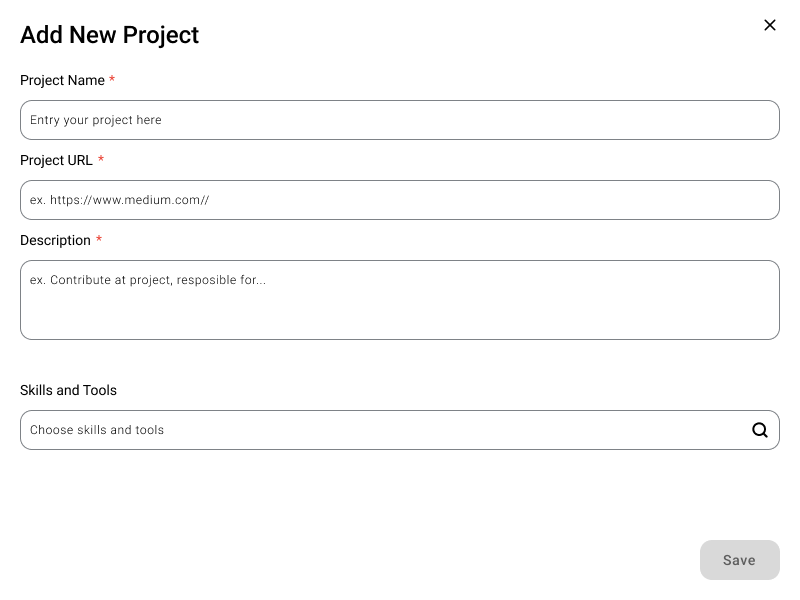 Add New Project
Project Name *
Entry your project here
Project URL *
ex. https://www.medium.com//
Description *
ex. Contribute at project, resposible for...
Skills and Tools
Choose skills and tools
Save